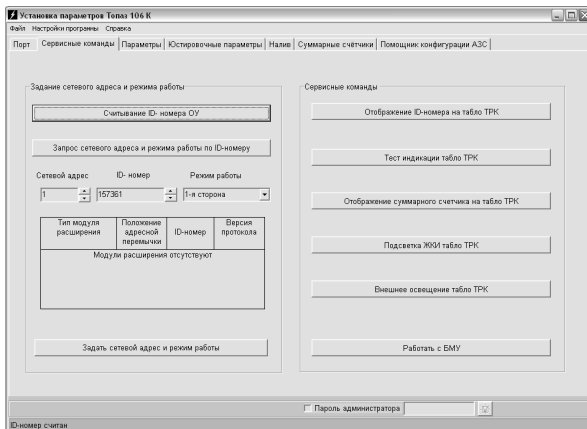 Установка параметров Топаз 106 К
Файл Настройки программы Справка
Порт Сервисные команды Параметры Юстировочные параметры Налив Суммарные счётчики Помощник конфигурации АЗС
Задание сетевого адреса и режима работы
Считывание ID- номера ОУ
Запрос сетевого адреса и режима работы по ID-номеру
Сетевой адрес ID- номер Режим работы
1 157361 1-я сторона
Тип модуля расширения Положение адресной перемычки ID-номер Версия протокола
Модули расширения отсутствуют
Задать сетевой адрес и режим работы
Сервисные команды
Отображение ID-номера на табло ТРК
Тест индикации табло ТРК
Отображение суммарного счетчика на табло ТРК
Подсветка ЖКИ табло ТРК
Внешнее освещение табло ТРК
Работать с БМУ
Пароль администратора
ID-номер считан